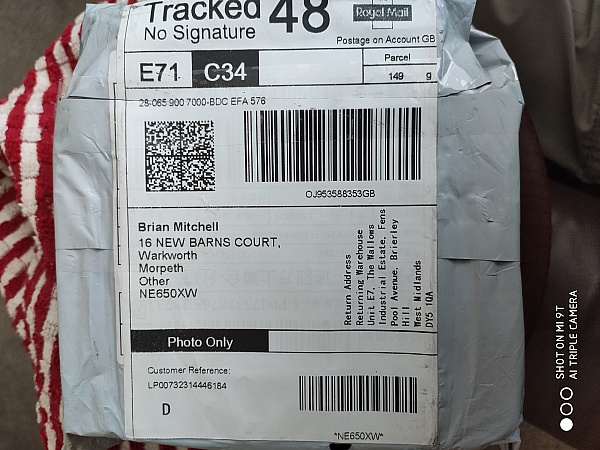 Tracked 48
No Signature
Royal Mail
Postage on Account GB
E71 C34
Parcel
149 g
28-065 900 7000-BDC EFA 576
OJ953588353GB
Brian Mitchell
16 NEW BARNS COURT,
Warkworth
Morpeth
Other
NE650XW
Return Address
Returning Warehouse
Unit E7, The Wallows
Industrial Estate, Fens
Pool Avenue, Brierley
Hill
West Midlands
DY5 1QA
Photo Only
Customer Reference:
LP00732314446184
D
*NE650XW*
SHOT ON MI 9T
AI TRIPLE CAMERA